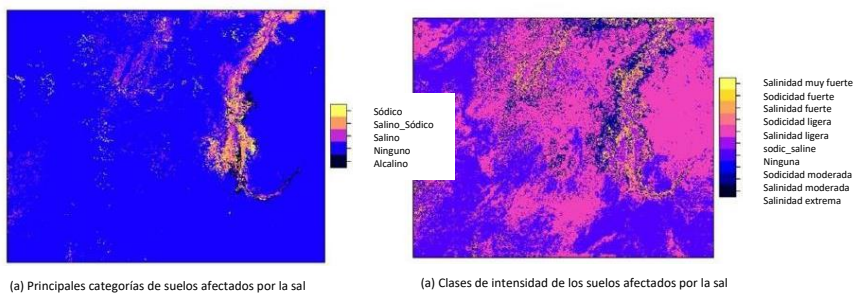 Sódico
Salino_Sódico
Salino
Ninguno
Alcalino
(a) Principales categorías de suelos afectados por la sal
Salinidad muy fuerte
Sodicidad fuerte
Salinidad fuerte
Sodicidad ligera
Salinidad ligera
sodic_saline
Ninguna
Sodicidad moderada
Salinidad moderada
Salinidad extrema
(a) Clases de intensidad de los suelos afectados por la sal